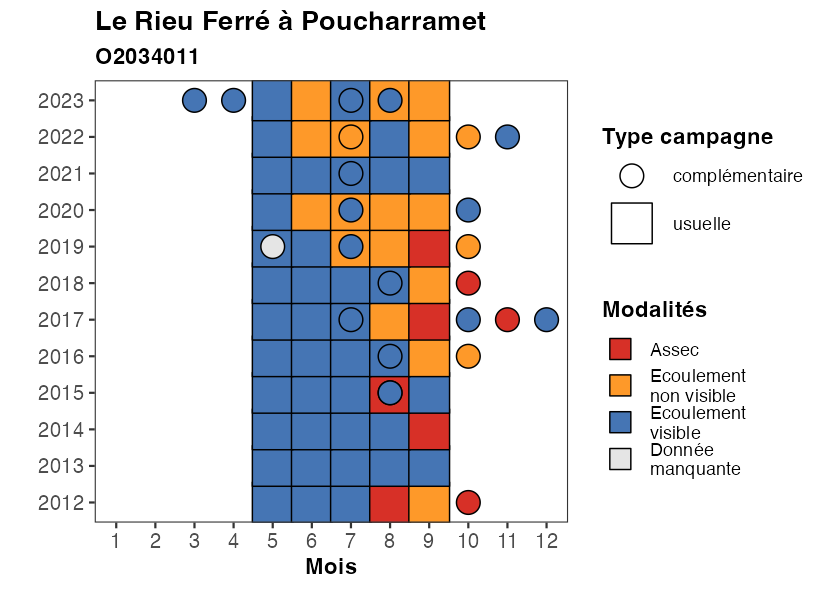 Le Rieu Ferré à Poucharramet
O2034011
2023
2022
2021
2020
2019
2018
2017
2016
2015
2014
2013
2012
1 2 3 4 5 6 7 8 9 10 11 12
Mois
Type campagne
complémentaire
usuelle
Modalités
Assec
Ecoulement
non visible
Ecoulement
visible
Donnée
manquante